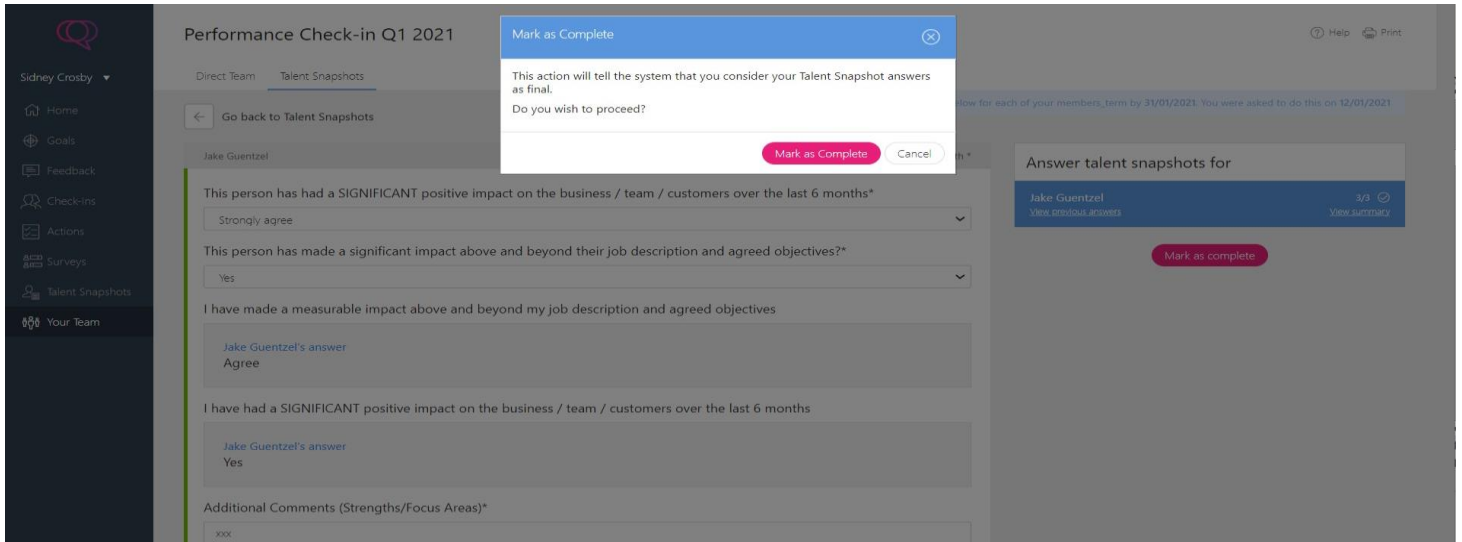 Sidney Crosby
Home
Goals
Feedback
Check-ins
Actions
Surveys
Talent Snapshots
Your Team
Performance Check-in Q1 2021
Help Print
Direct Team Talent Snapshots
Mark as Complete
This action will tell the system that you consider your Talent Snapshot answers
as final.
Do you wish to proceed?
Mark as Complete Cancel
below for each of your members_term by 31/01/2021. You were asked to do this on 12/01/2021
Go back to Talent Snapshots
Jake Guentzel
This person has had a SIGNIFICANT positive impact on the business / team / customers over the last 6 months*
Strongly agree
This person has made a significant impact above and beyond their job description and agreed objectives?*
Yes
I have made a measurable impact above and beyond my job description and agreed objectives
Jake Guentzel's answer
Agree
I have had a SIGNIFICANT positive impact on the business / team / customers over the last 6 months
Jake Guentzel's answer
Yes
Additional Comments (Strengths/Focus Areas)*
xxx
Answer talent snapshots for
Jake Guentzel 3/3
View previous answers View summary
Mark as complete